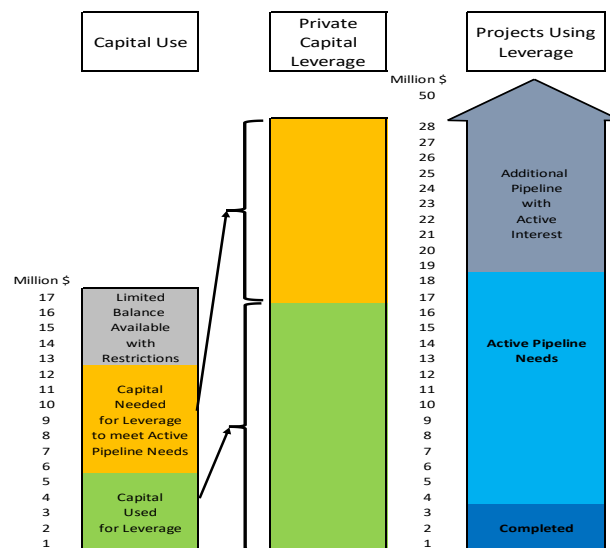 Capital Use
Private
Capital
Leverage
Projects Using
Leverage
Million $
50
28
27
26
25
24
23
22
21
20
19
18
17
16
15
14
13
12
11
10
9
8
7
6
5
4
3
2
1
Million $
17
16
15
14
13
12
11
10
9
8
7
6
5
4
3
2
1
Limited
Balance
Available
with
Restrictions
Capital
Needed
for Leverage
to meet Active
Pipeline Needs
Capital
Used
for Leverage
Additional
Pipeline
with
Active
Interest
Active Pipeline
Needs
Completed